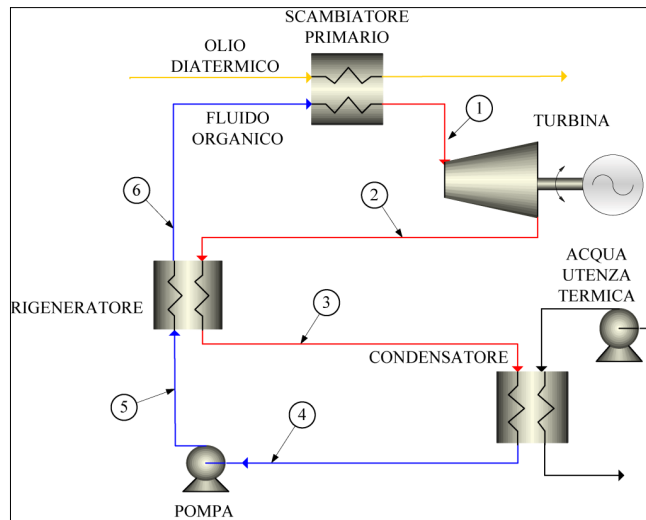 SCAMBIATORE
PRIMARIO
OLIO
DIATERMICO
FLUIDO
ORGANICO
1
TURBINA
6
2
ACQUA
UTENZA
TERMICA
RIGENERATORE
3
CONDENSATORE
5
4
POMPA